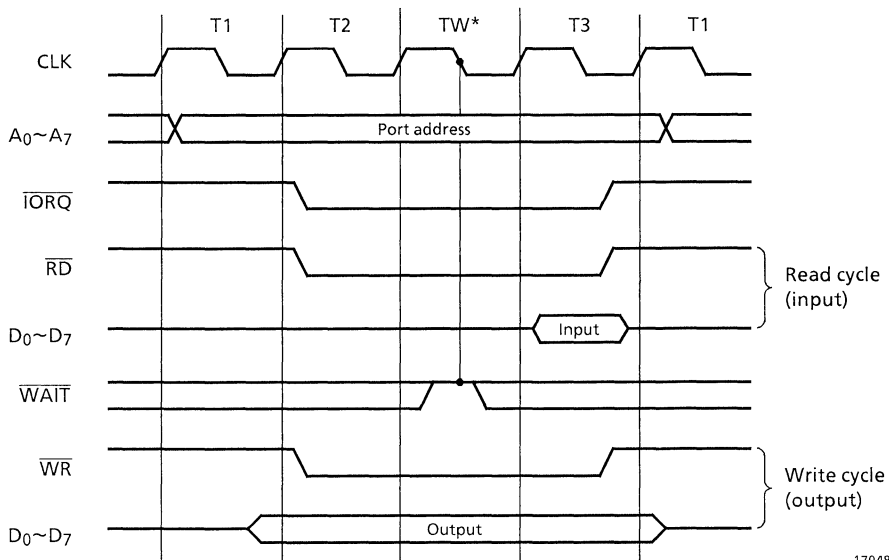 T1 T2 TW* T3 T1
CLK
A0~A7 Port address
IORQ
RD
Read cycle
(input)
D0~D7 Input
WAIT
WR
Write cycle
(output)
D0~D7 Output